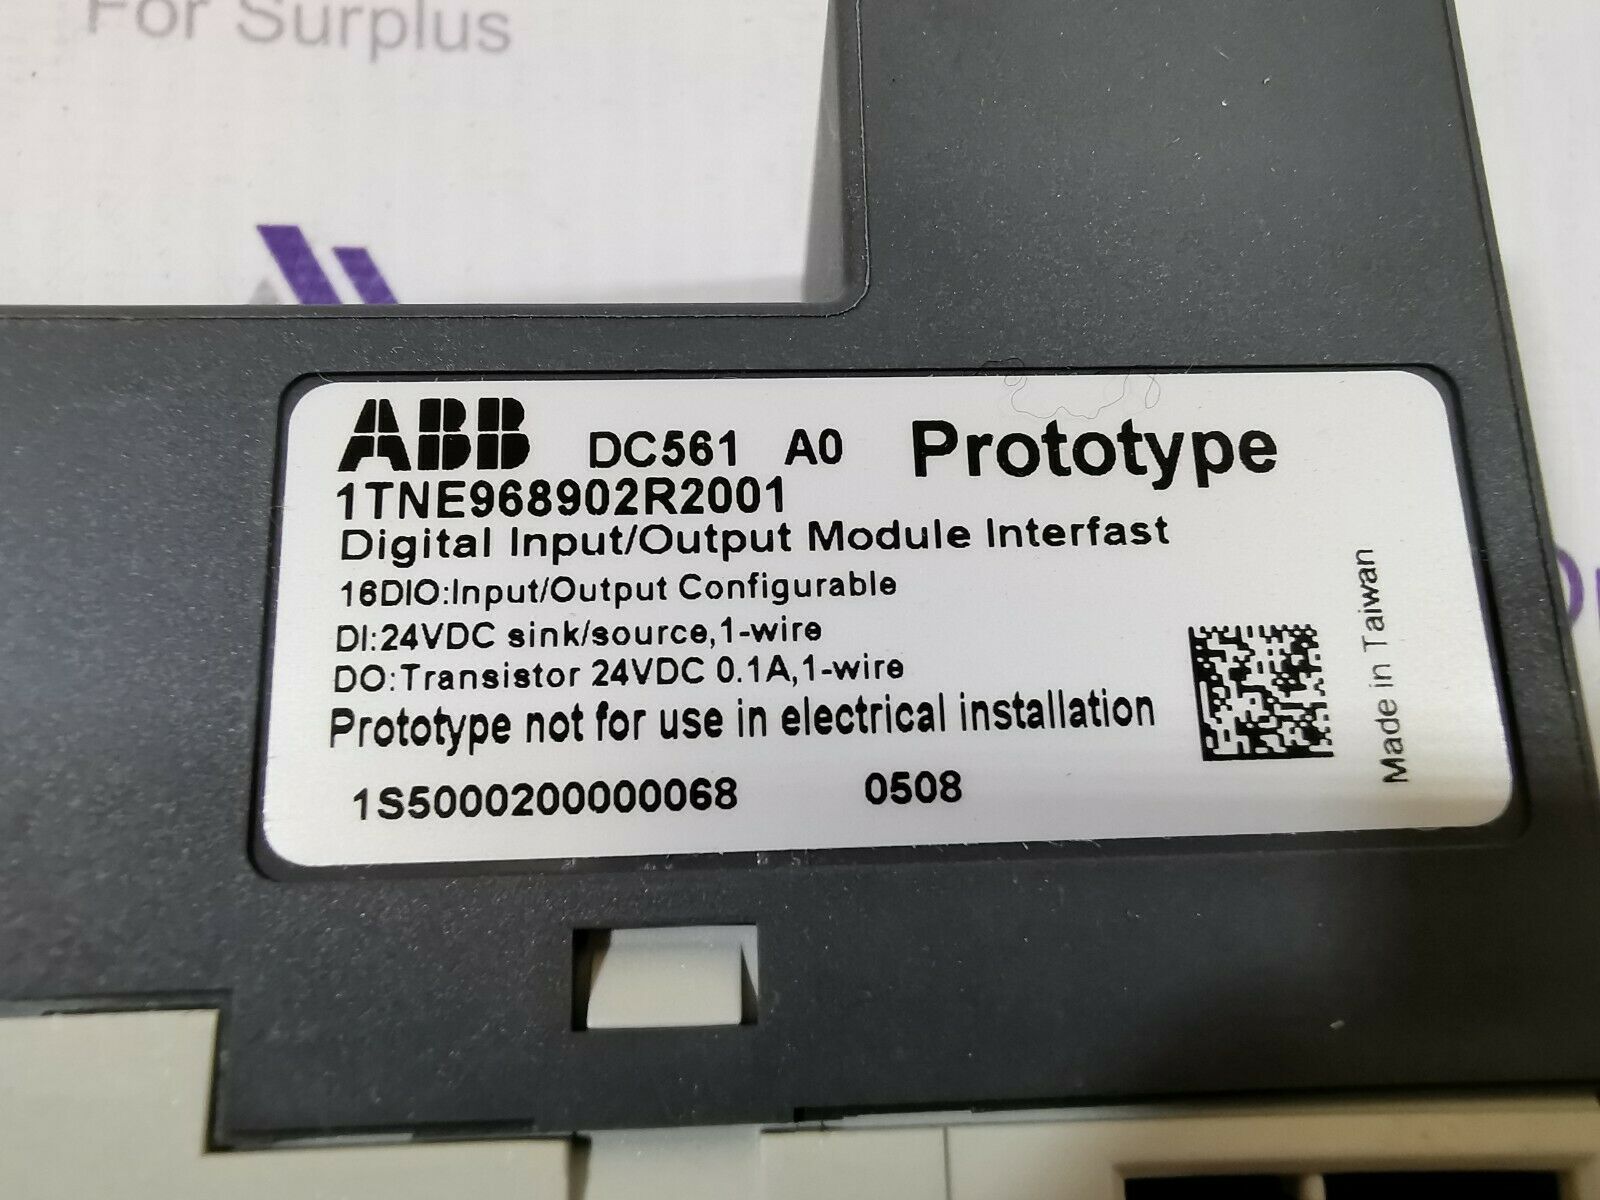 For Surplus
ABB DC561 A0 Prototype
1TNE968902R2001
Digital Input/Output Module Interfast
16DIO:Input/Output Configurable
DI:24VDC sink/source,1-wire
DO:Transistor 24VDC 0.1A,1-wire
Prototype not for use in electrical installation
1S5000200000068 0508
Made in Taiwan